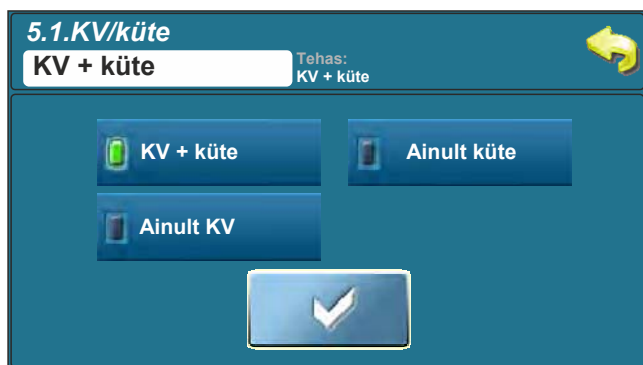 5.1.KV/küte
KV + küte
Tehas:
KV + küte
KV + küte
Ainult küte
Ainult KV